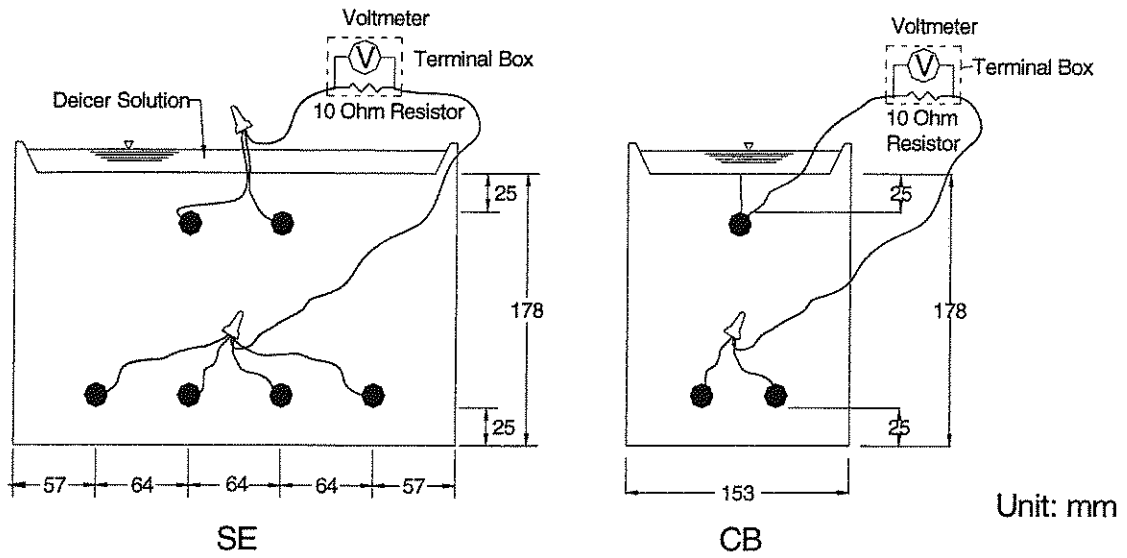 Voltmeter
V
Terminal Box
Deicer Solution
10 Ohm Resistor
25
178
25
57
64
64
64
57
SE
Voltmeter
V
Terminal Box
10 Ohm
Resistor
25
178
25
153
CB
Unit: mm